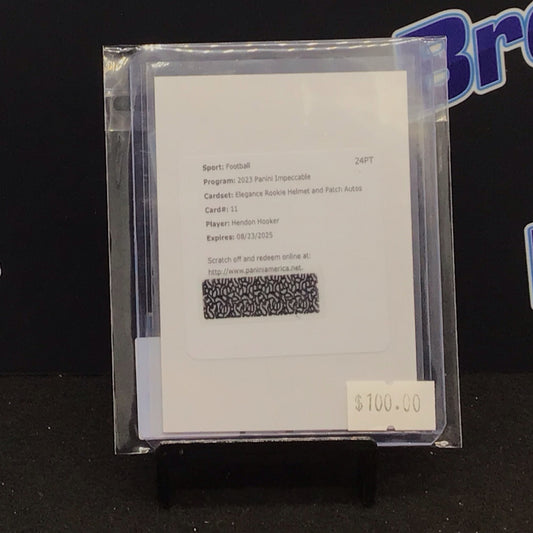 Bre
Sport: Football 24PT
Program: 2023 Panini Impeccable
Cardset: Elegance Rookie Helmet and Patch Autos
Card#: 11
Player: Hendon Hooker
Expires: 08/23/2025
Scratch off and redeem online at:
http://www.paniniamerica.net.
$100.00